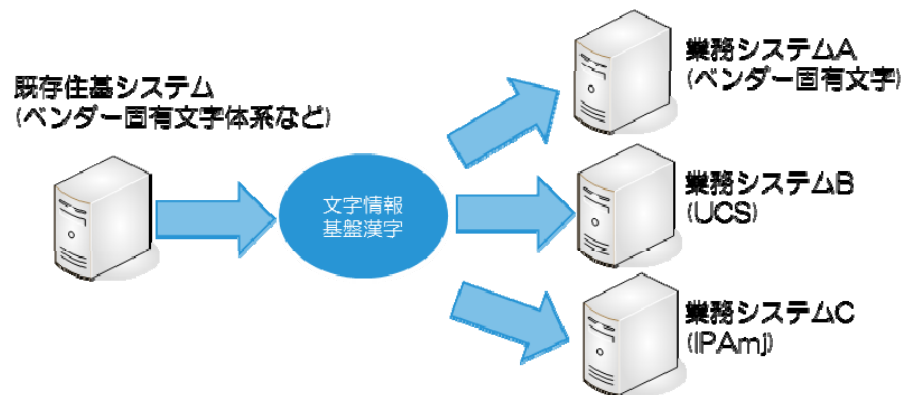 既存住基システム
(ベンダー固有文字体系など)
文字情報
基盤漢字
業務システムA
(ベンダー固有文字)
業務システムB
(UCS)
業務システムC
(IPAmj)